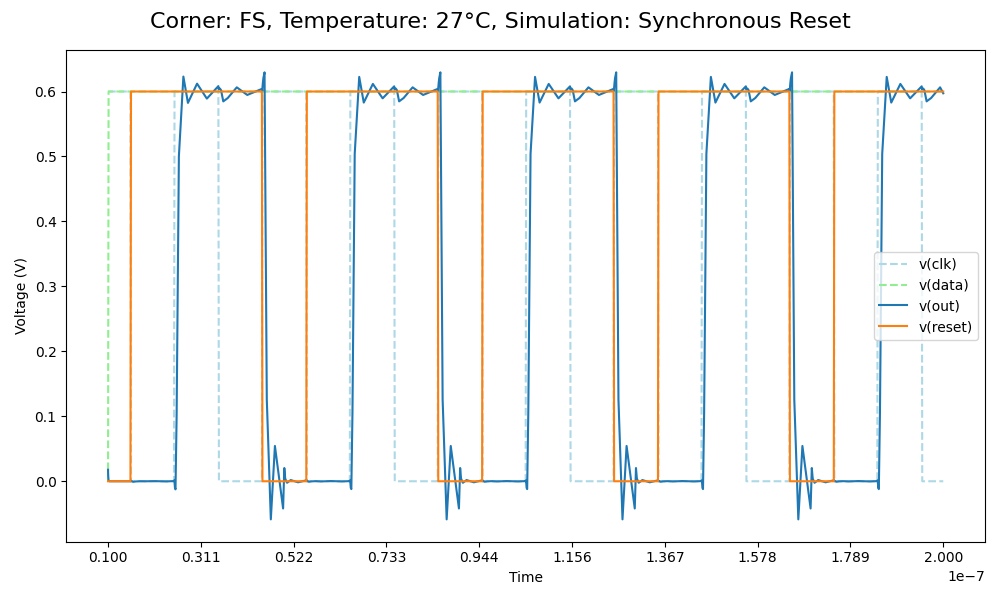 Corner: FS, Temperature: 27°C, Simulation: Synchronous Reset
0.6
0.5
0.4
0.3
0.2
0.1
0.0
Voltage (V)
v(clk)
v(data)
v(out)
v(reset)
0.100 0.311 0.522 0.733 0.944 1.156 1.367 1.578 1.789 2.000
Time
1e−7